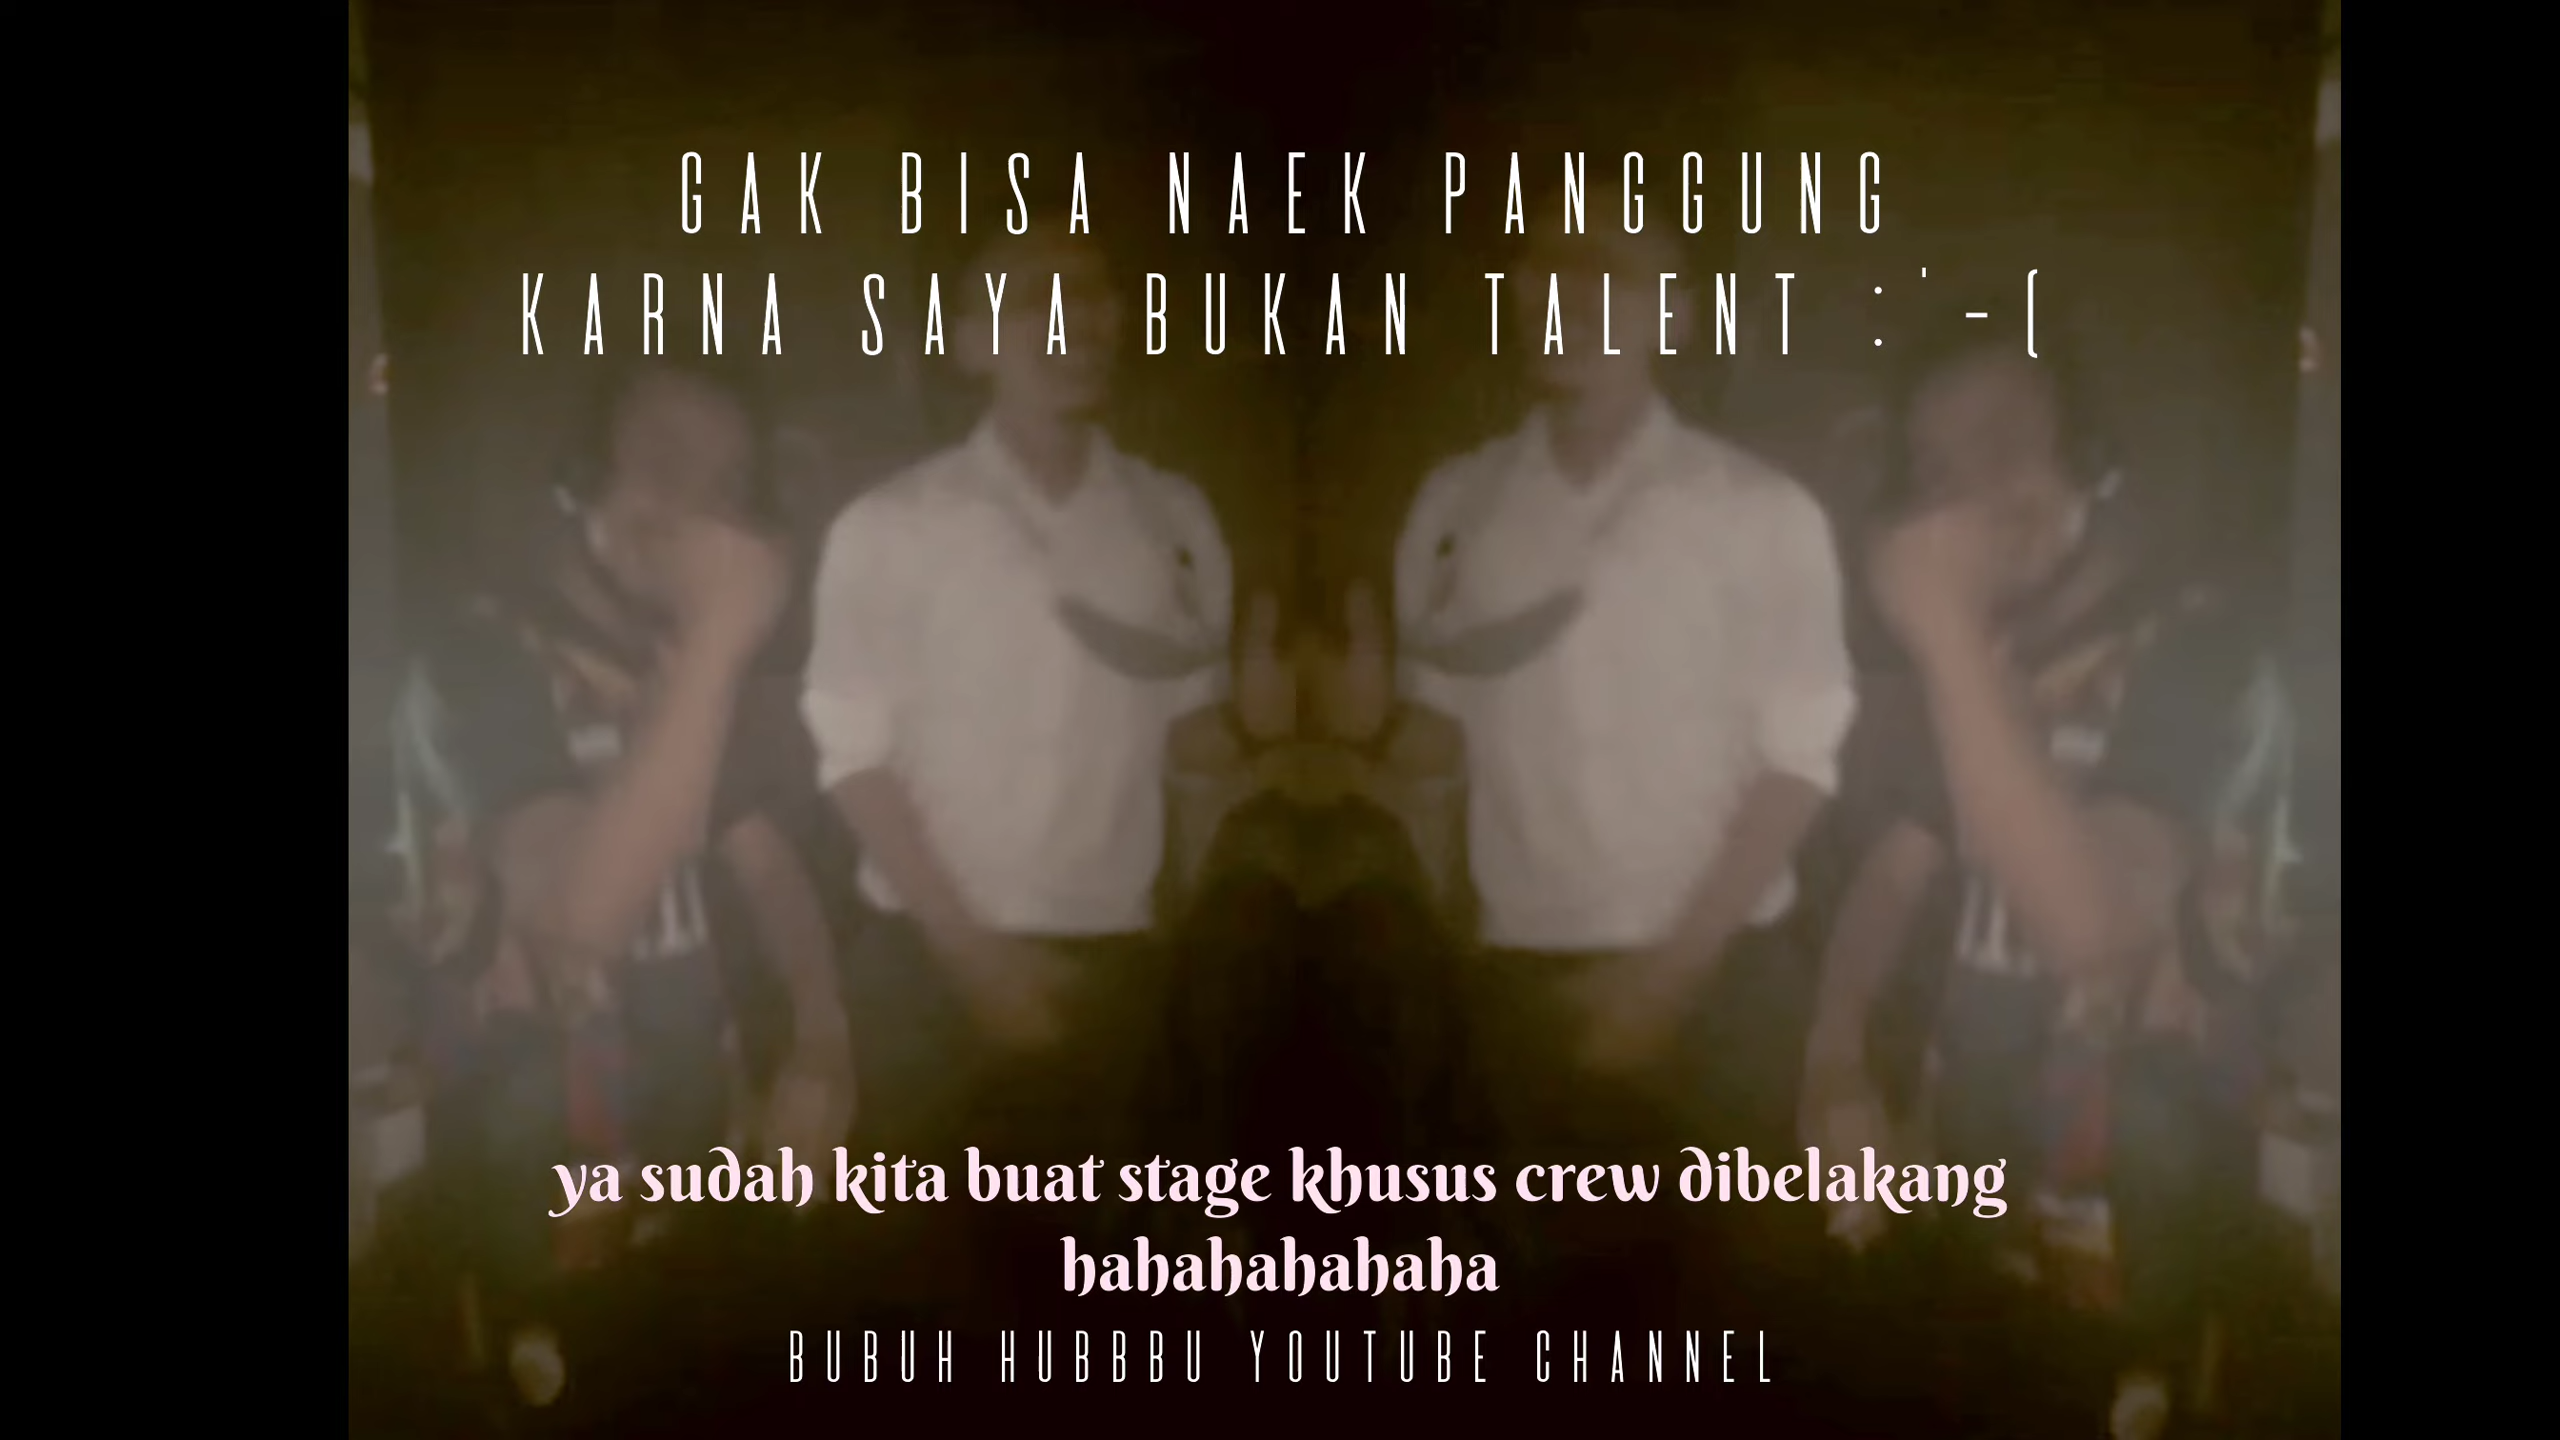 GAK BISA NAEK PANGGUNG
KARNA SAYA BUKAN TALENT :'-(
ya sudah kita buat stage khusus crew dibelakang
hahahahahaha
BUBUH HUBBBU YOUTUBE CHANNEL